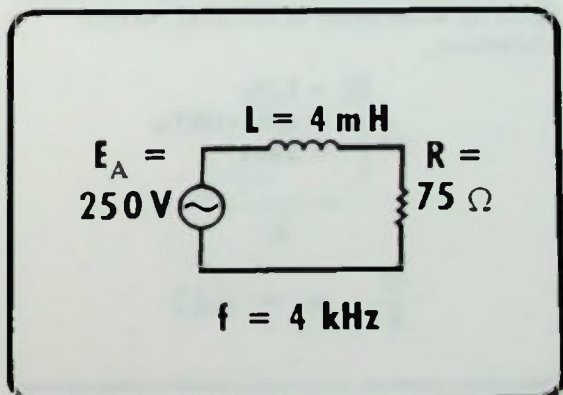 L = 4 mH
E_A =
250 V
R =
75 Ω
f = 4 kHz